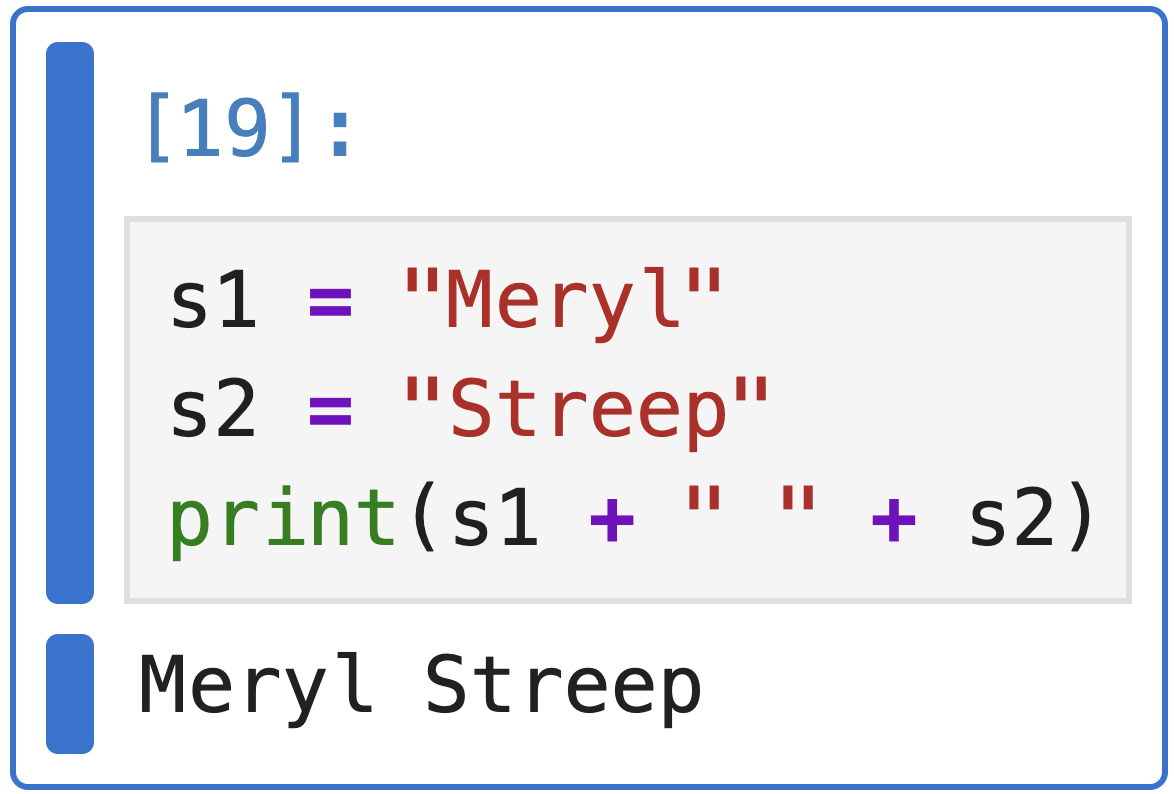 [19]:
s1 = "Meryl"
s2 = "Streep"
print(s1 + " " + s2)
Meryl Streep